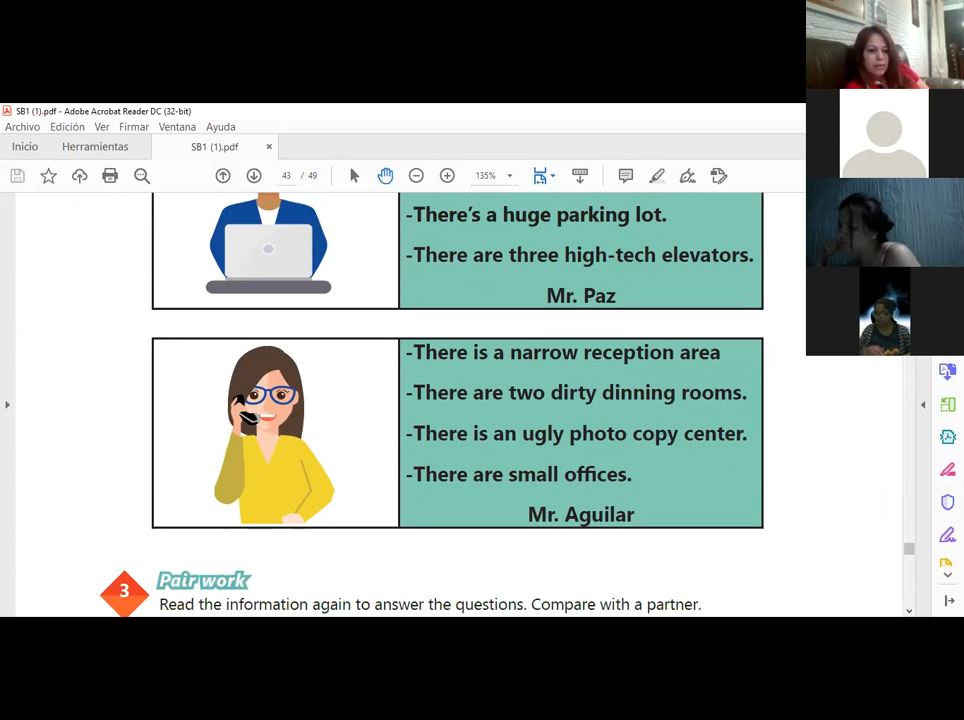 SB1 (1).pdf - Adobe Acrobat Reader DC (32-bit)
Archivo Edición Ver Firmar Ventana Ayuda
Inicio Herramientas SB1 (1).pdf ×
43 / 49 135%
-There's a huge parking lot.
-There are three high-tech elevators.
Mr. Paz
-There is a narrow reception area
-There are two dirty dinning rooms.
-There is an ugly photo copy center.
-There are small offices.
Mr. Aguilar
3 Pair work
Read the information again to answer the questions. Compare with a partner.